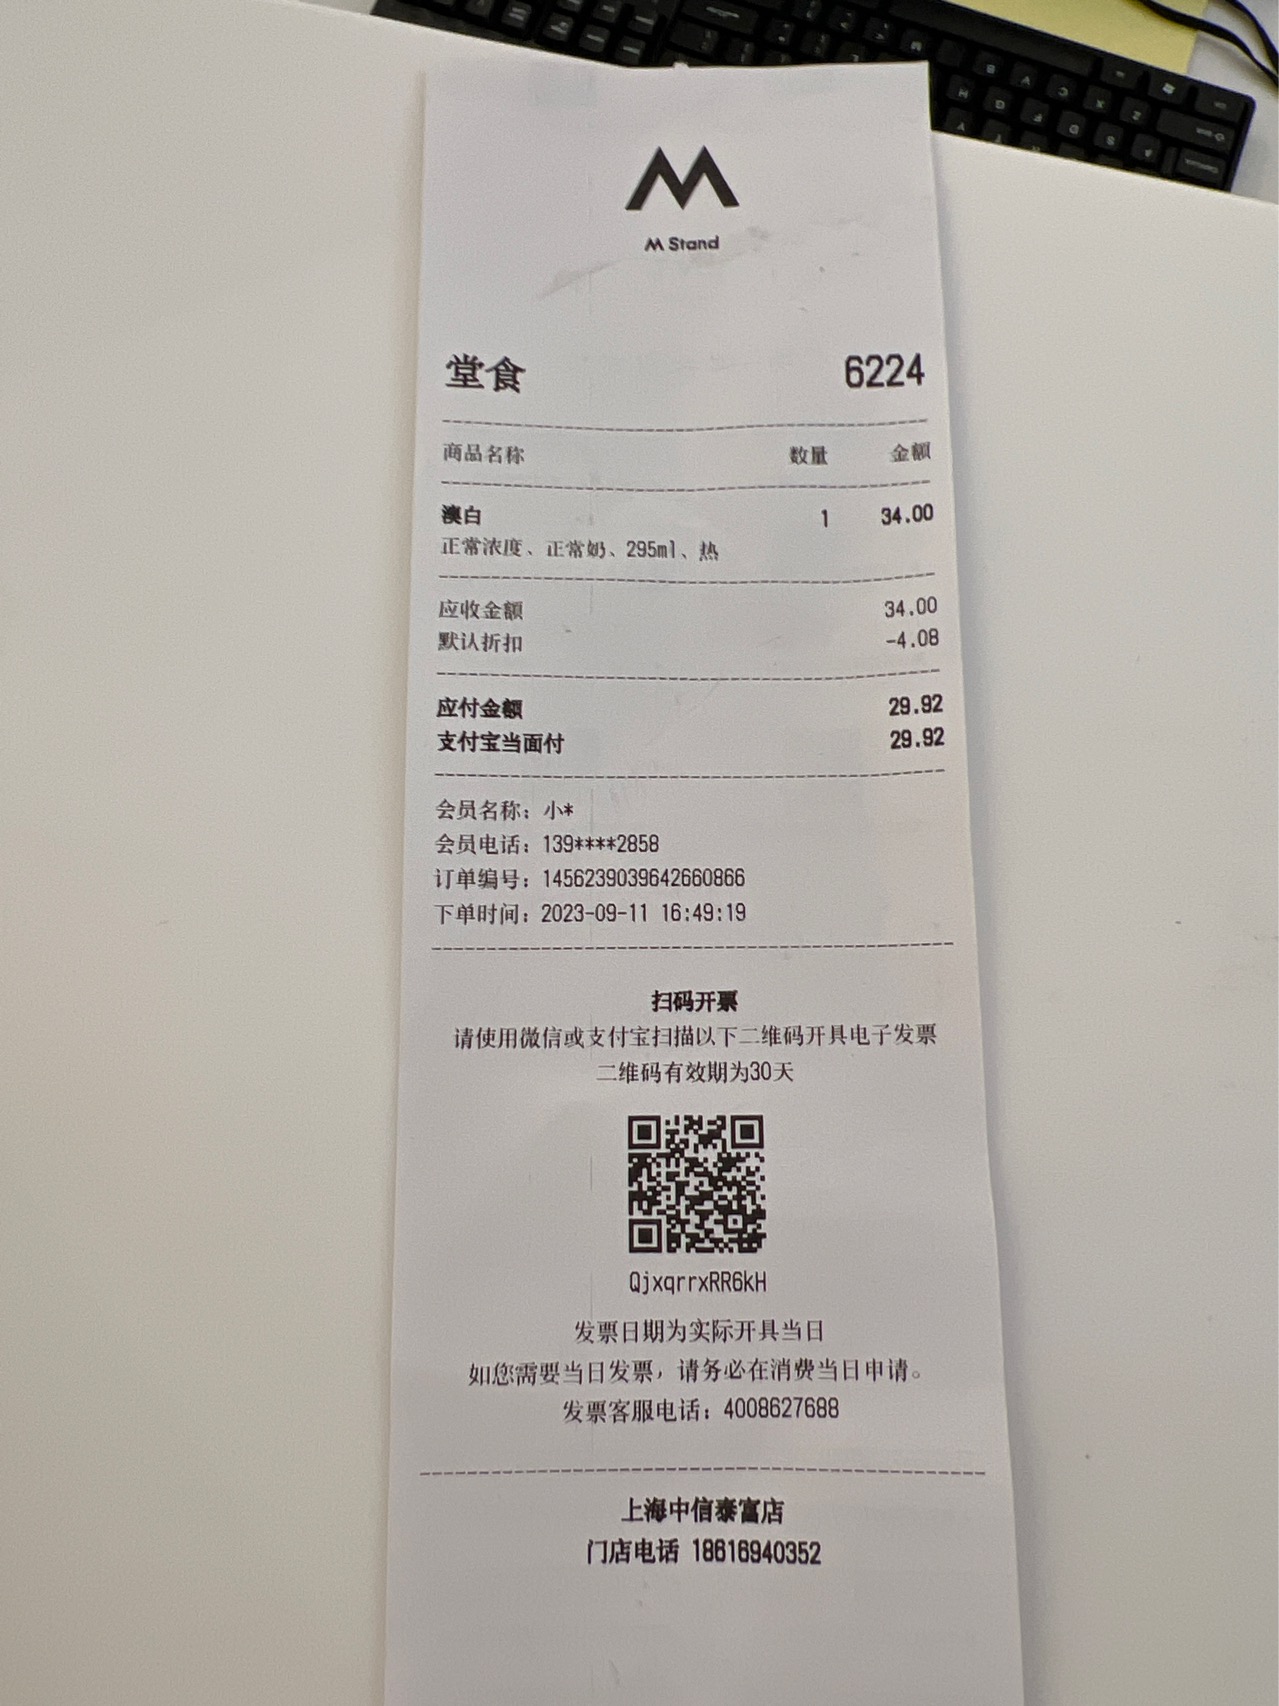 M Stand
堂食 6224
商品名称 数量 金额
澳白 1 34.00
正常浓度、正常奶、295ml、热
应收金额 34.00
默认折扣 -4.08
应付金额 29.92
支付宝当面付 29.92
会员名称：小*
会员电话：139****2858
订单编号：1456239039642660866
下单时间：2023-09-11 16:49:19
扫码开票
请使用微信或支付宝扫描以下二维码开具电子发票
二维码有效期为30天
QjxqrrxRR6kH
发票日期为实际开具当日
如您需要当日发票，请务必在消费当日申请。
发票客服电话：4008627688
上海中信泰富店
门店电话 18616940352